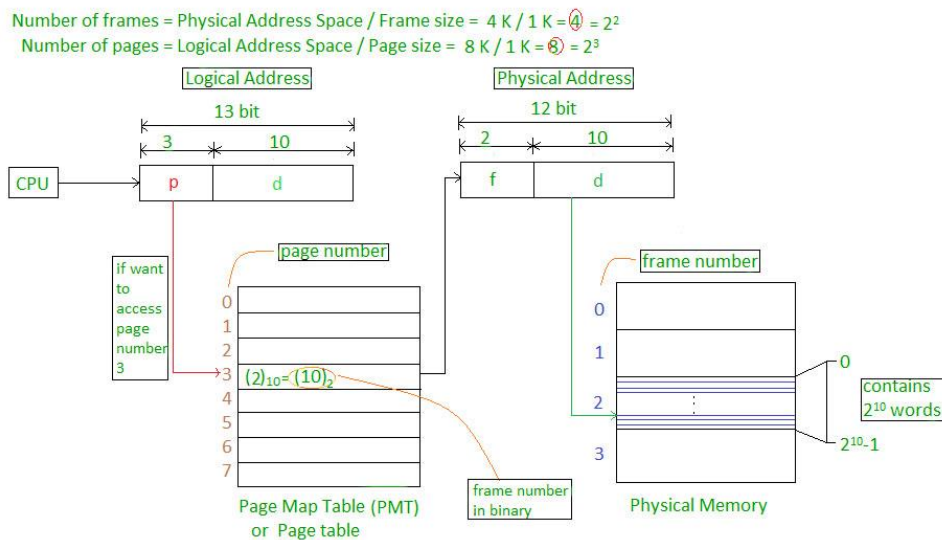 Number of frames = Physical Address Space / Frame size = 4 K / 1 K = 4 = 2²
Number of pages = Logical Address Space / Page size = 8 K / 1 K = 8 = 2³
Logical Address
Physical Address
13 bit
12 bit
3
10
2
10
CPU
p
d
f
d
page number
frame number
if want
to
access
page
number
3
0
1
2
3
4
5
6
7
(2)₁₀= (10)₂
0
1
2
3
⋮
0
contains
2¹⁰ words
2¹⁰-1
Page Map Table (PMT)
or Page table
frame number
in binary
Physical Memory